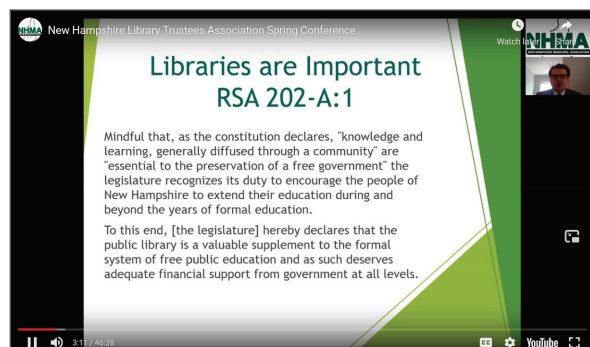 NHMA New Hampshire Library Trustees Association Spring Conference
Watch later Share
NHMA
NEW HAMPSHIRE MUNICIPAL ASSOCIATION
Libraries are Important
RSA 202-A:1
Mindful that, as the constitution declares, "knowledge and
learning, generally diffused through a community" are
"essential to the preservation of a free government" the
legislature recognizes its duty to encourage the people of
New Hampshire to extend their education during and
beyond the years of formal education.
To this end, [the legislature] hereby declares that the
public library is a valuable supplement to the formal
system of free public education and as such deserves
adequate financial support from government at all levels.
3:11 / 46:28
CC
YouTube